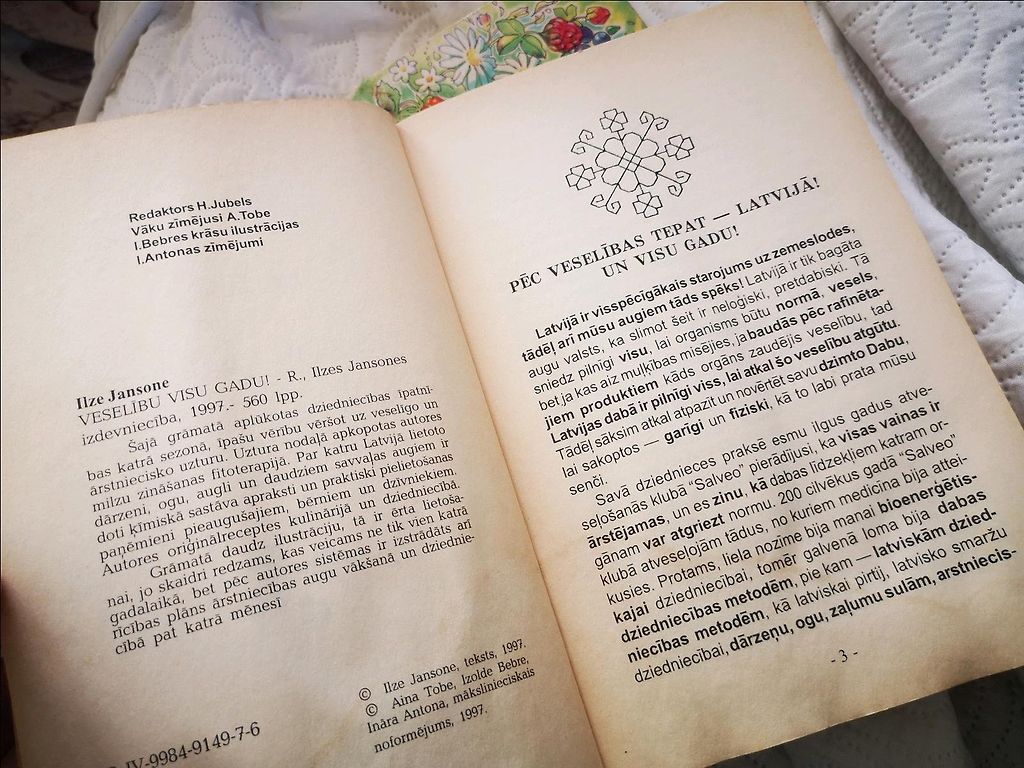 Redaktors H.Jubels
Vāku zīmējusi A.Tobe
I.Bebres krāsu ilustrācijas
I.Antonas zīmējumi
Ilze Jansone
VESELĪBU VISU GADU! - R., Ilzes Jansones
izdevniecība, 1997.- 560 lpp.
Šajā grāmatā aplūkotas dziedniecības īpatnī-
bas katrā sezonā, īpašu vērību vēršot uz veselīgo un
ārstniecisko uzturu. Uztura nodaļā apkopotas autores
milzu zināšanas fitoterapijā. Par katru Latvijā lietoto
dārzeni, ogu, augli un daudziem savvaļas augiem
doti ķīmiskā sastāva apraksti un praktiski pielietošanas
paņēmieni pieaugušajiem, bērniem un dzīvniekiem.
Autores oriģinālreceptes kulinārijā un dziedniecībā.
Grāmatā daudz ilustrāciju, tā ir ērta lietoša-
nai, jo skaidri redzams, kas veicams ne tik vien katrā
gadalaikā, bet pēc autores sistēmas ir izstrādāts arī
rīcības plāns ārstniecības augu vākšanā un dziednie-
cībā pat katrā mēnesī
© Ilze Jansone, teksts, 1997.
© Aina Tobe, Izolde Bebre,
Ināra Antona, mākslinieciskais
noformējums, 1997.
IV-9984-9149-7-6
PĒC VESELĪBAS TEPAT — LATVIJĀ!
UN VISU GADU!
Latvijā ir visspēcīgākais starojums uz zemeslodes,
tādēļ arī mūsu augiem tāds spēks! Latvijā ir tik bagāta
augu valsts, ka slimot šeit ir neloģiski, pretdabiski. Tā
sniedz pilnīgi visu, lai organisms būtu normā, vesels,
bet ja kas aiz muļķības misējies, ja baudās pēc rafinēta-
jiem produktiem kāds orgāns zaudējis veselību, tad
Latvijas dabā ir pilnīgi viss, lai atkal šo veselību atgūtu.
Tādēļ sāksim atkal atpazīt un novērtēt savu dzimto Dabu,
lai sakoptos — garīgi un fiziski, kā to labi prata mūsu
senči.
Savā dziednieces praksē esmu ilgus gadus atve-
seļošanās klubā “Salveo” pierādījusi, ka visas vainas ir
ārstējamas, un es zinu, kā dabas līdzekļiem katram or-
gānam var atgriezt normu. 200 cilvēkus gadā “Salveo”
klubā atveseļojām tādus, no kuriem medicīna bija attei-
kusies. Protams, liela nozīme bija manai bioenerģētis-
kajai dziedniecībai, tomēr galvenā loma bija dabas
dziedniecības metodēm, pie kam — latviskām dzied-
niecības metodēm, kā latviskai pirtij, latvisko smaržu
dziedniecībai, dārzeņu, ogu, zaļumu sulām, arstniecis-
- 3 -